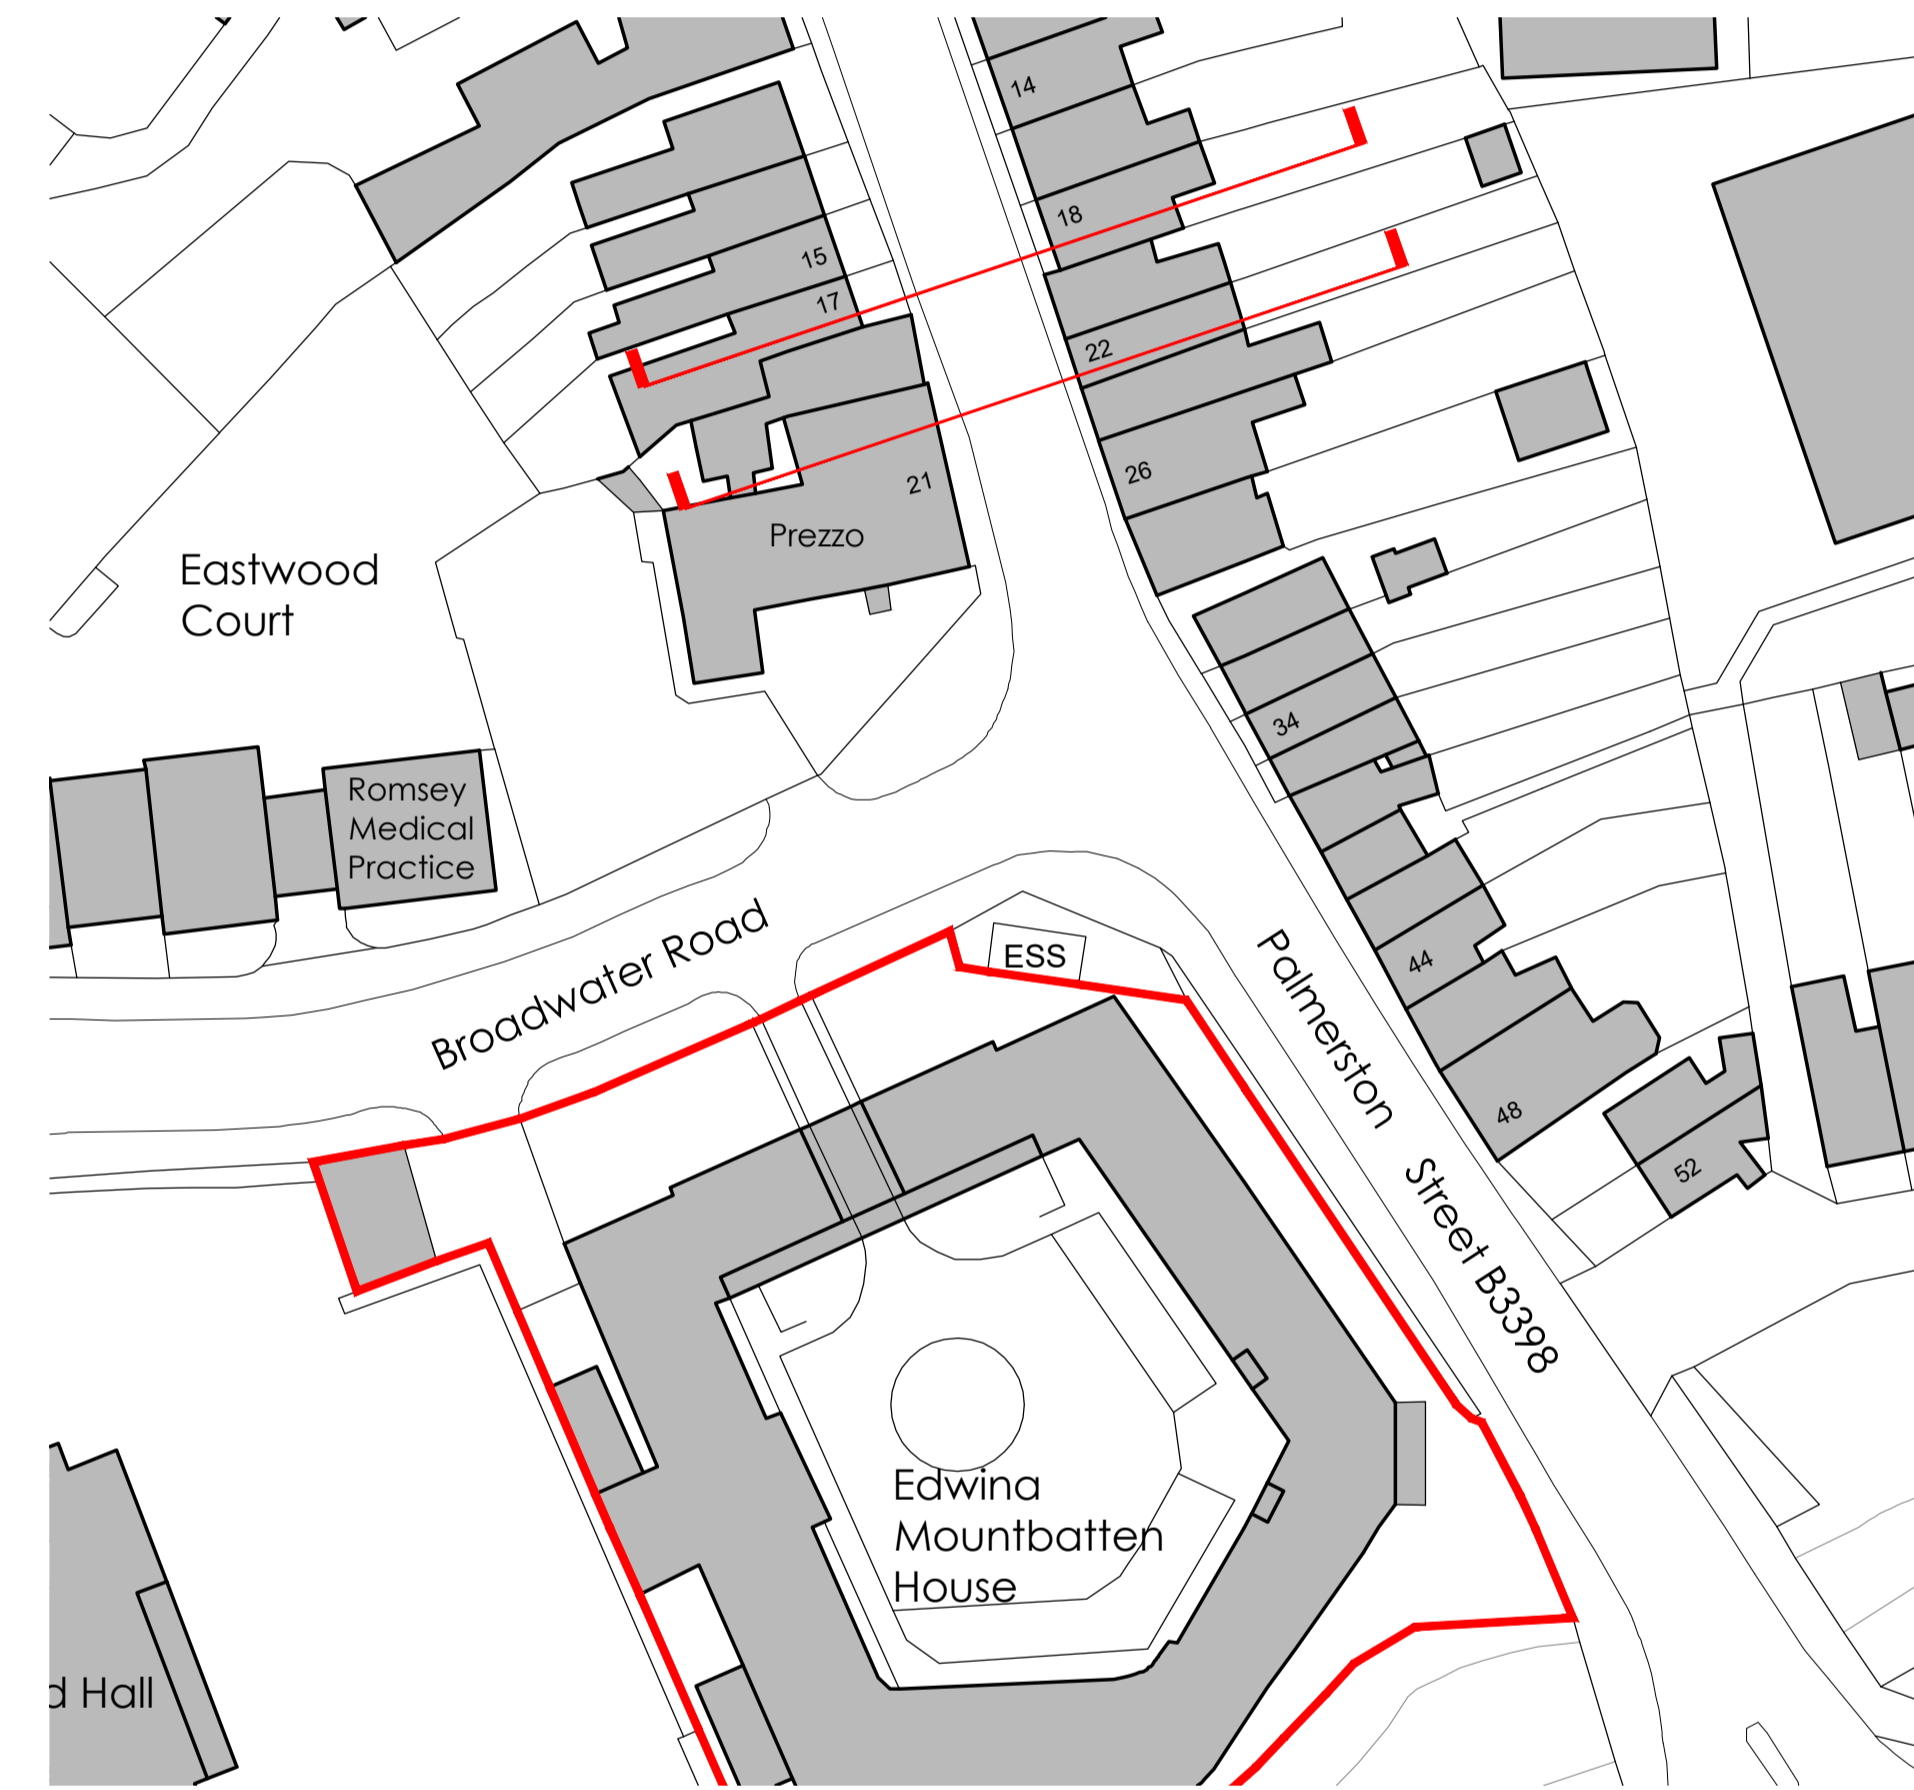 14
18
15
17
22
26
21
Prezzo
Eastwood
Court
34
Romsey
Medical
Practice
Broadwater Road
ESS
44
Palmerston Street B3398
48
52
Edwina
Mountbatten
House
d Hall